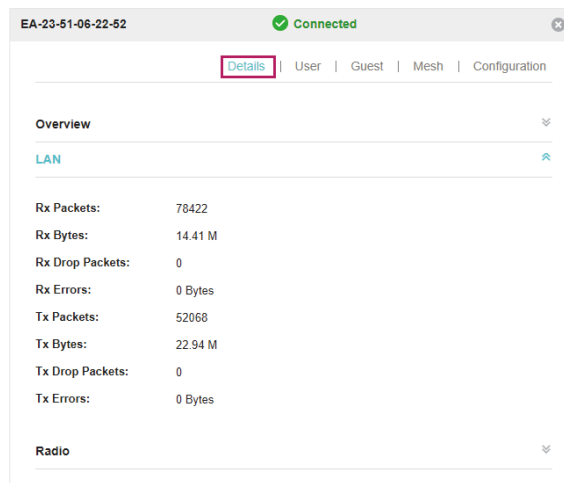 EA-23-51-06-22-52 Connected
Details | User | Guest | Mesh | Configuration
Overview
LAN
Rx Packets: 78422
Rx Bytes: 14.41 M
Rx Drop Packets: 0
Rx Errors: 0 Bytes
Tx Packets: 52068
Tx Bytes: 22.94 M
Tx Drop Packets: 0
Tx Errors: 0 Bytes
Radio